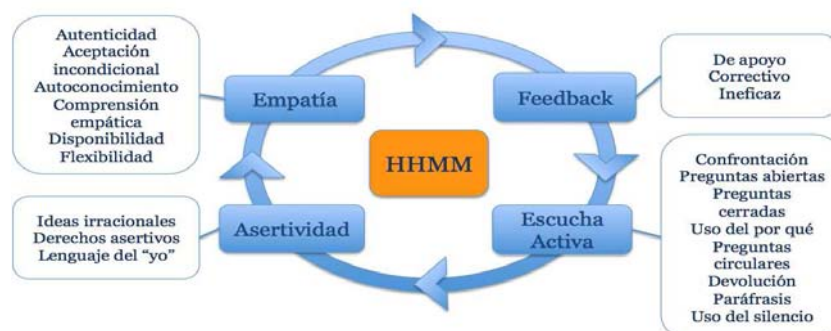 Autenticidad
Aceptación
incondicional
Autoconocimiento
Comprensión
empática
Disponibilidad
Flexibilidad
Empatía
Feedback
De apoyo
Correctivo
Ineficaz
HHMM
Ideas irracionales
Derechos asertivos
Lenguaje del “yo”
Asertividad
Escucha
Activa
Confrontación
Preguntas abiertas
Preguntas
cerradas
Uso del por qué
Preguntas
circulares
Devolución
Paráfrasis
Uso del silencio